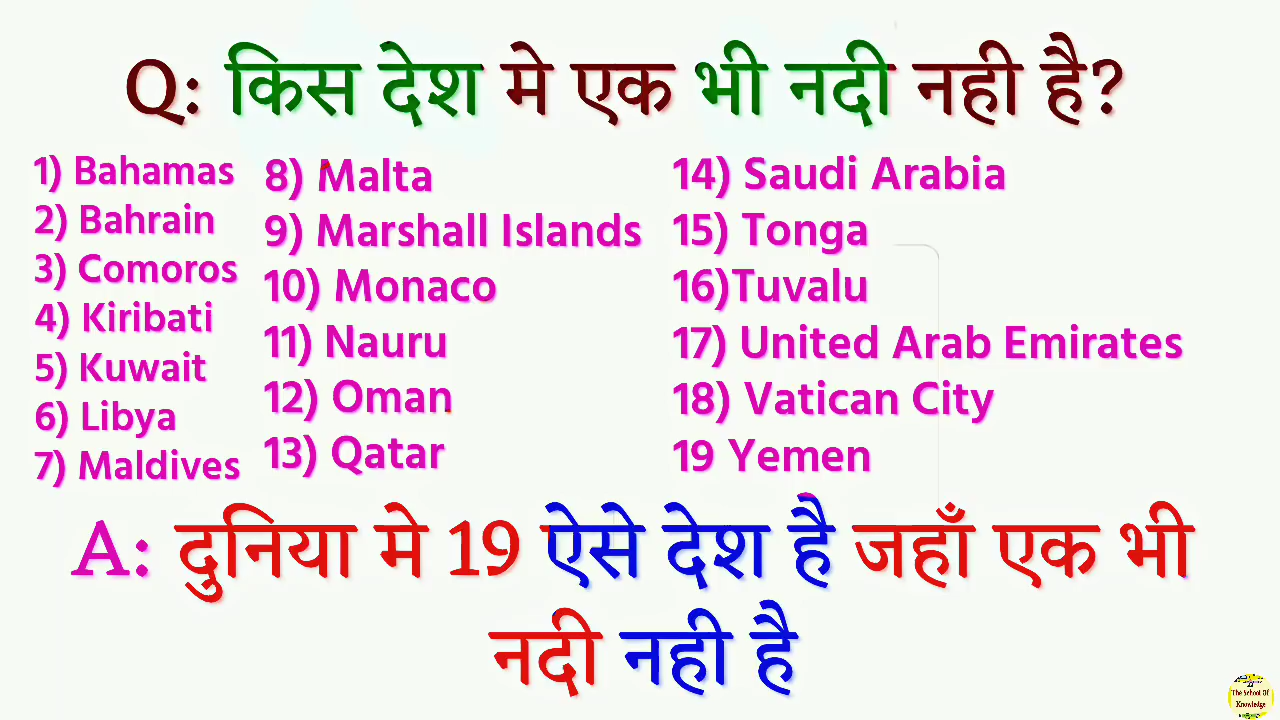 Q: किस देश मे एक भी नदी नही है?
1) Bahamas
2) Bahrain
3) Comoros
4) Kiribati
5) Kuwait
6) Libya
7) Maldives
8) Malta
9) Marshall Islands
10) Monaco
11) Nauru
12) Oman
13) Qatar
14) Saudi Arabia
15) Tonga
16)Tuvalu
17) United Arab Emirates
18) Vatican City
19 Yemen
A: दुनिया मे 19 ऐसे देश है जहाँ एक भी
नदी नही है
The School Of
Knowledge